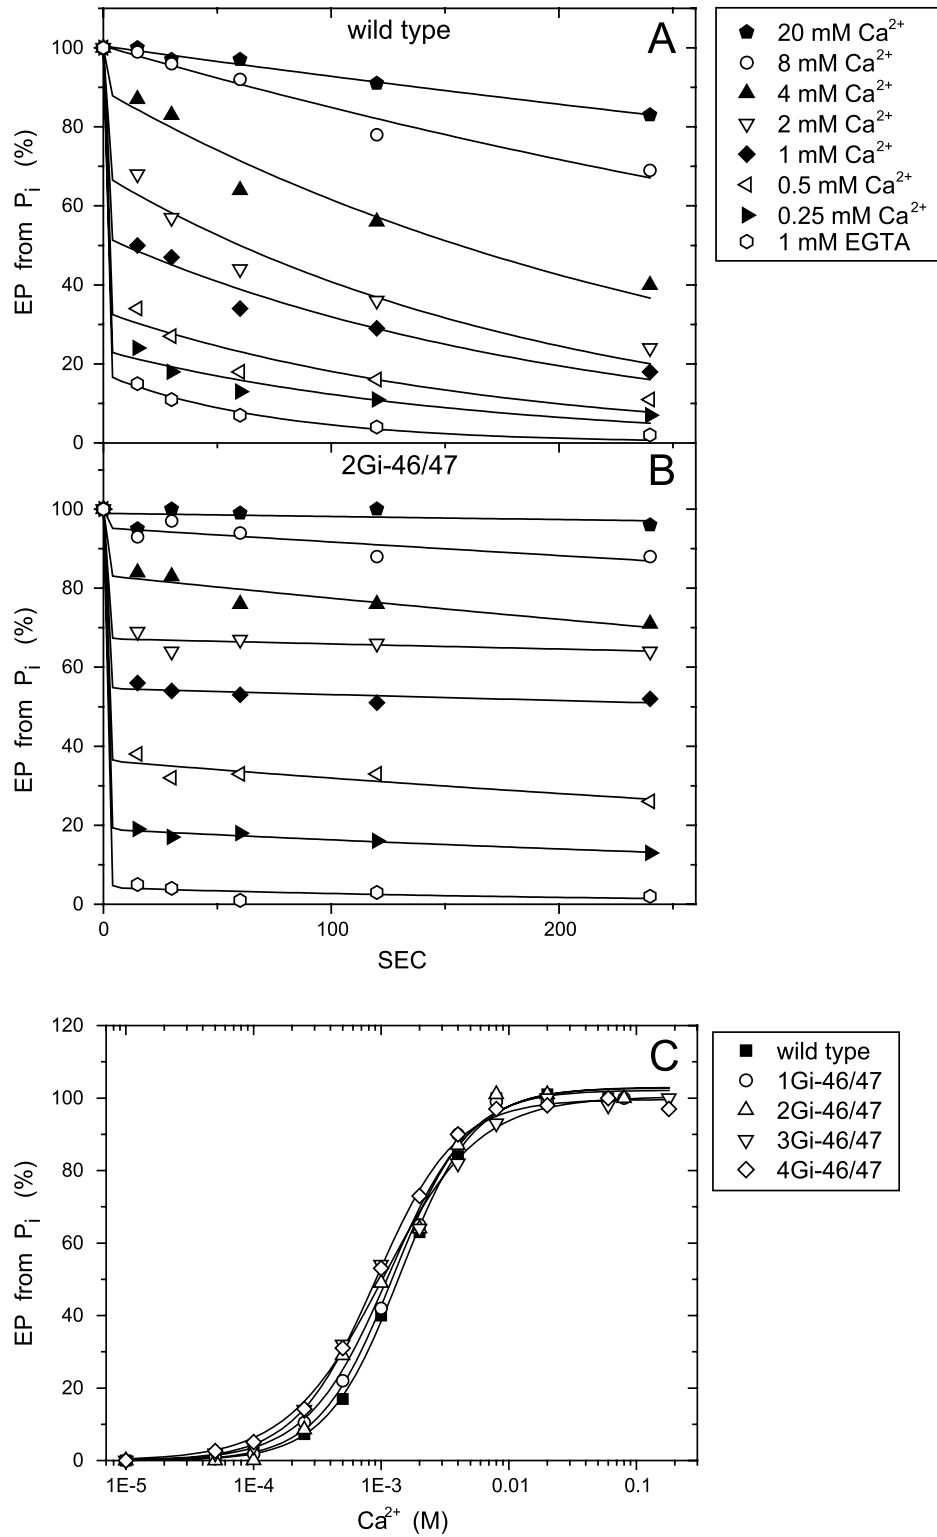 wild type
A
100
80
60
40
20
0
EP from Pi (%)
20 mM Ca2+
8 mM Ca2+
4 mM Ca2+
2 mM Ca2+
1 mM Ca2+
0.5 mM Ca2+
0.25 mM Ca2+
1 mM EGTA
2Gi-46/47
B
100
80
60
40
20
0
EP from Pi (%)
0 100 200
SEC
C
120
100
80
60
40
20
0
EP from Pi (%)
wild type
1Gi-46/47
2Gi-46/47
3Gi-46/47
4Gi-46/47
1E-5 1E-4 1E-3 0.01 0.1
Ca2+ (M)